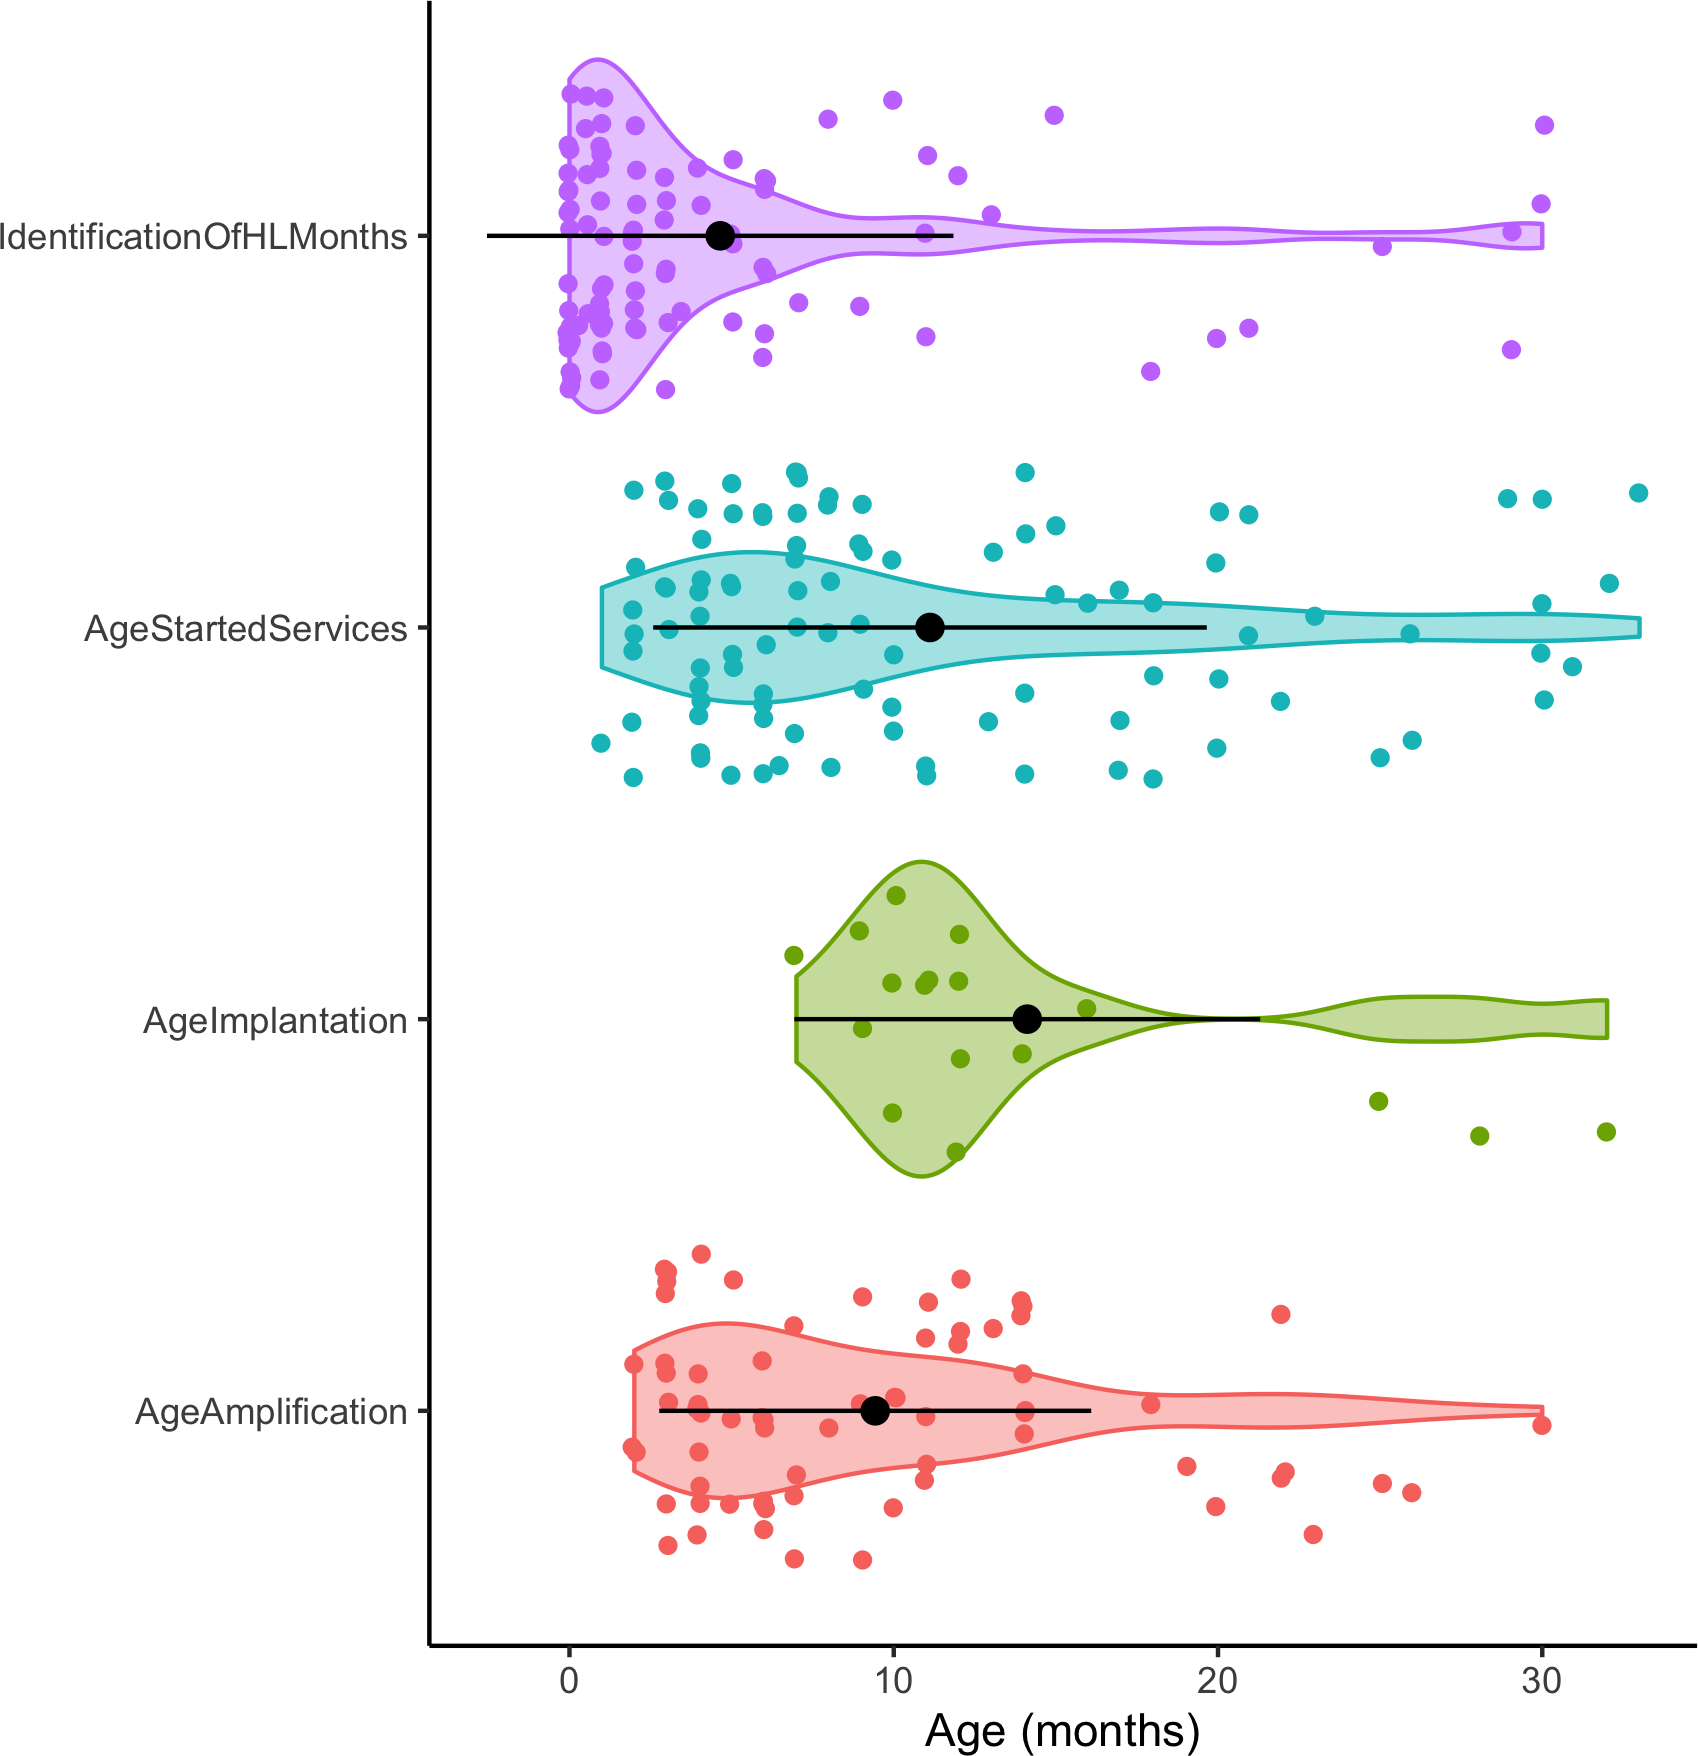 IdentificationOfHLMonths
AgeStartedServices
AgeImplantation
AgeAmplification
0 10 20 30
Age (months)